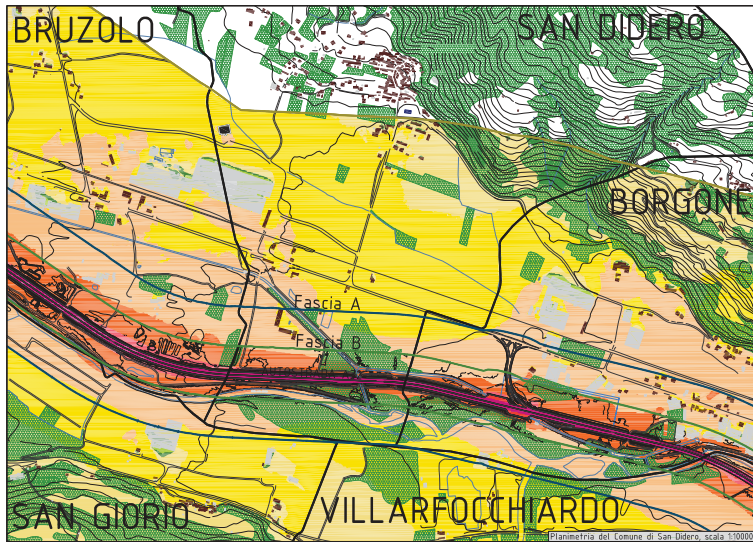 BRUZOLO
SAN DIDERO
BORGONE
Fascia A
Fascia B
SAN GIORIO
VILLARFOCCHIARDO
Planimetria del Comune di San Didero, scala 1:10000